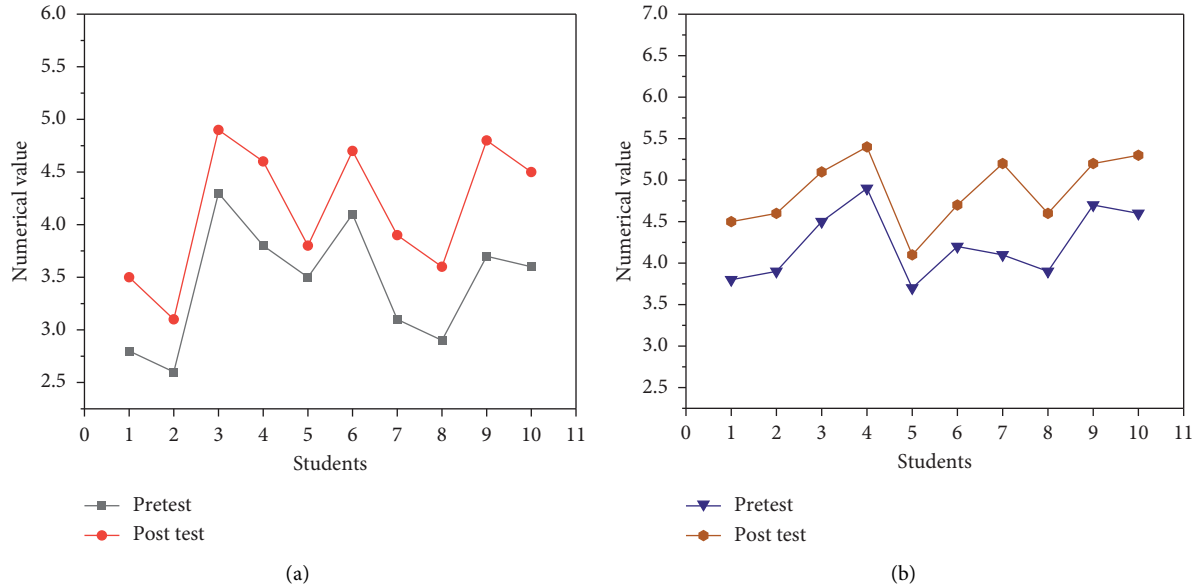 6.0
5.5
5.0
4.5
4.0
3.5
3.0
2.5
Numerical value
0 1 2 3 4 5 6 7 8 9 10 11
Students
Pretest
Post test
(a)
7.0
6.5
6.0
5.5
5.0
4.5
4.0
3.5
3.0
2.5
Numerical value
0 1 2 3 4 5 6 7 8 9 10 11
Students
Pretest
Post test
(b)